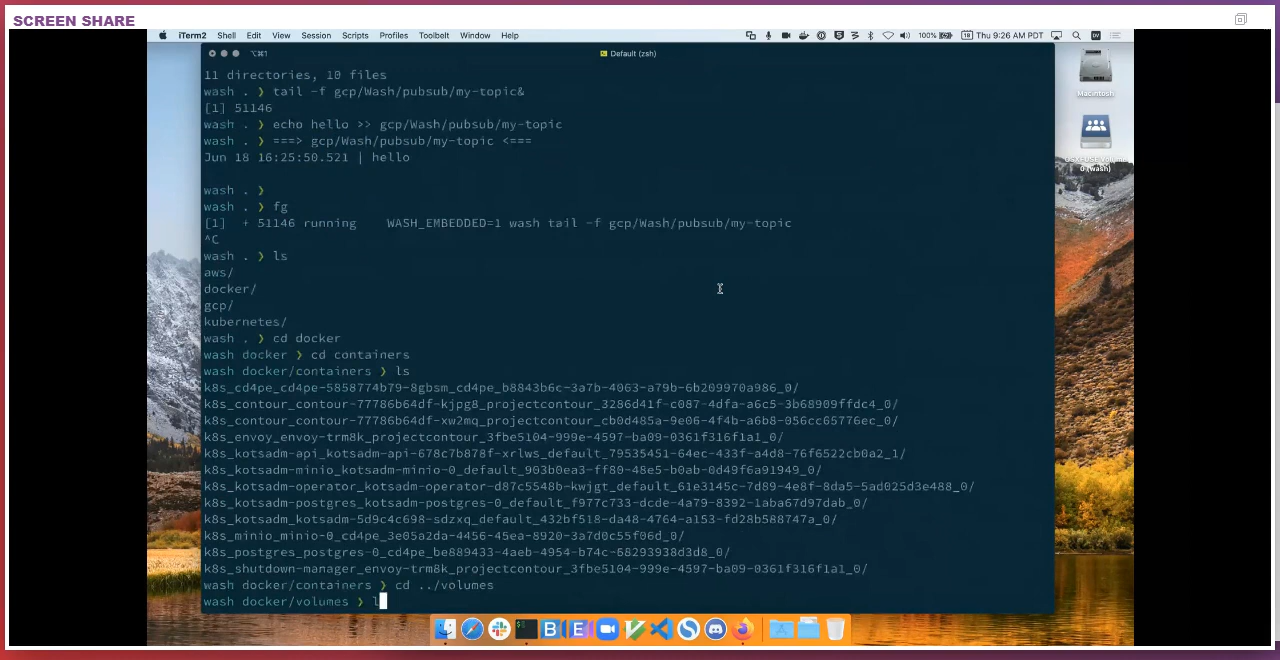 SCREEN SHARE
iTerm2 Shell Edit View Session Scripts Profiles Toolbelt Window Help
100% Thu 9:26 AM PDT
⌥⌘1 Default (zsh)
11 directories, 10 files
wash . ❯ tail -f gcp/Wash/pubsub/my-topic&
[1] 51146
wash . ❯ echo hello >> gcp/Wash/pubsub/my-topic
wash . ❯ ===> gcp/Wash/pubsub/my-topic <===
Jun 18 16:25:50.521 | hello
wash . ❯
wash . ❯ fg
[1] + 51146 running WASH_EMBEDDED=1 wash tail -f gcp/Wash/pubsub/my-topic
^C
wash . ❯ ls
aws/
docker/
gcp/
kubernetes/
wash . ❯ cd docker
wash docker ❯ cd containers
wash docker/containers ❯ ls
k8s_cd4pe_cd4pe-5858774b79-8gbsm_cd4pe_b8843b6c-3a7b-4063-a79b-6b209970a986_0/
k8s_contour_contour-77786b64df-kjpg8_projectcontour_3286d41f-c087-4dfa-a6c5-3b68909ffdc4_0/
k8s_contour_contour-77786b64df-xw2mq_projectcontour_cb0d485a-9e06-4f4b-a6b8-056cc65776ec_0/
k8s_envoy_envoy-trm8k_projectcontour_3fbe5104-999e-4597-ba09-0361f316f1a1_0/
k8s_kotsadm-api_kotsadm-api-678c7b878f-xrlws_default_79535451-64ec-433f-a4d8-76f6522cb0a2_1/
k8s_kotsadm-minio_kotsadm-minio-0_default_903b0ea3-ff80-48e5-b0ab-0d49f6a91949_0/
k8s_kotsadm-operator_kotsadm-operator-d87c5548b-kwjgt_default_61e3145c-7d89-4e8f-8da5-5ad025d3e488_0/
k8s_kotsadm-postgres_kotsadm-postgres-0_default_f977c733-dcde-4a79-8392-1aba67d97dab_0/
k8s_kotsadm_kotsadm-5d9c4c698-sdzxq_default_432bf518-da48-4764-a153-fd28b588747a_0/
k8s_minio_minio-0_cd4pe_3e05a2da-4456-45ea-8920-3a7d0c55f06d_0/
k8s_postgres_postgres-0_cd4pe_be889433-4aeb-4954-b74c-68293938d3d8_0/
k8s_shutdown-manager_envoy-trm8k_projectcontour_3fbe5104-999e-4597-ba09-0361f316f1a1_0/
wash docker/containers ❯ cd ../volumes
wash docker/volumes ❯ l
Macintosh
0 (wash)